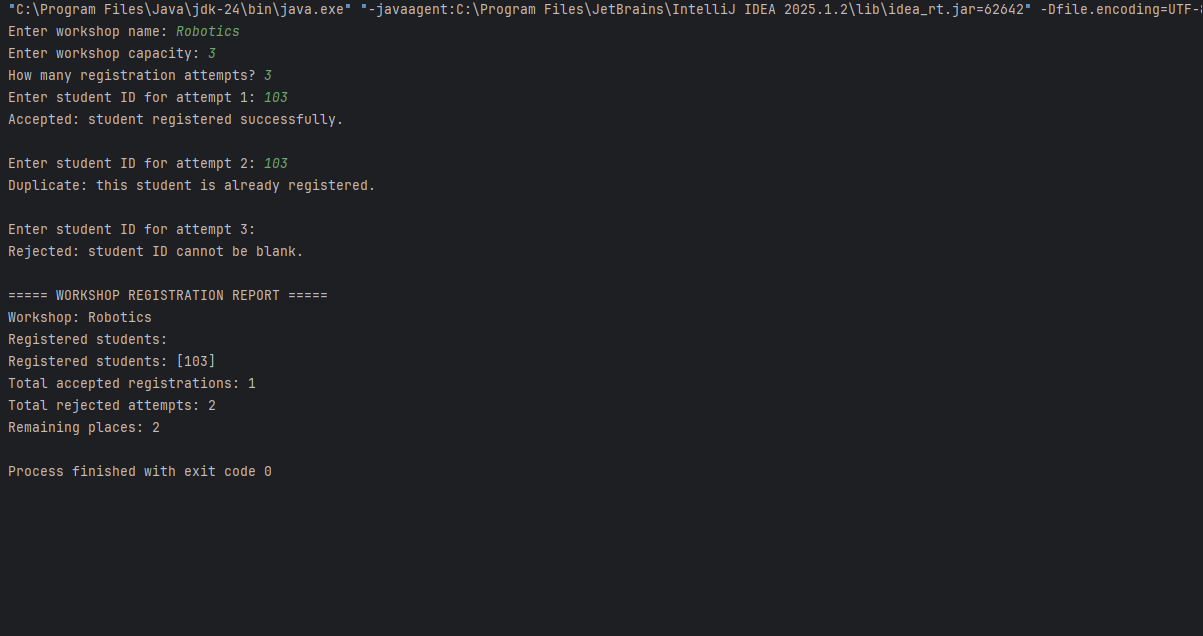 "C:\Program Files\Java\jdk-24\bin\java.exe" "-javaagent:C:\Program Files\JetBrains\IntelliJ IDEA 2025.1.2\lib\idea_rt.jar=62642" -Dfile.encoding=UTF-8
Enter workshop name: Robotics
Enter workshop capacity: 3
How many registration attempts? 3
Enter student ID for attempt 1: 103
Accepted: student registered successfully.
Enter student ID for attempt 2: 103
Duplicate: this student is already registered.
Enter student ID for attempt 3:
Rejected: student ID cannot be blank.
===== WORKSHOP REGISTRATION REPORT =====
Workshop: Robotics
Registered students:
Registered students: [103]
Total accepted registrations: 1
Total rejected attempts: 2
Remaining places: 2
Process finished with exit code 0